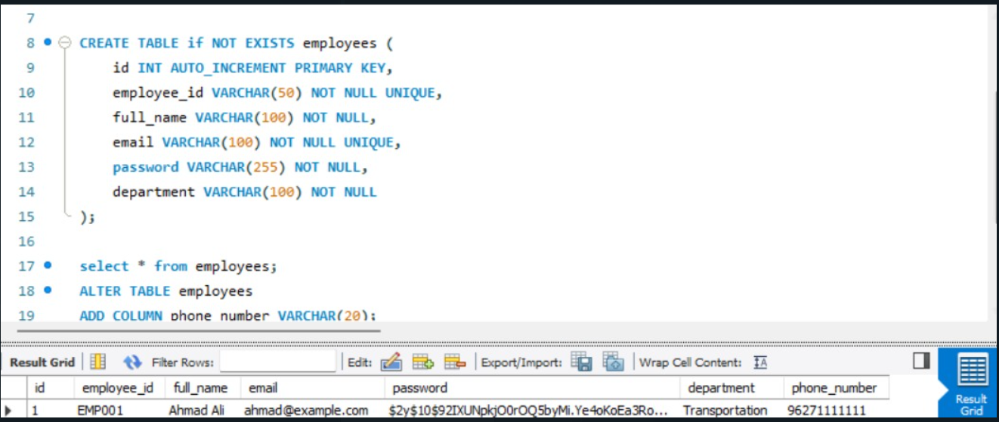 7
8 CREATE TABLE if NOT EXISTS employees (
9 id INT AUTO_INCREMENT PRIMARY KEY,
10 employee_id VARCHAR(50) NOT NULL UNIQUE,
11 full_name VARCHAR(100) NOT NULL,
12 email VARCHAR(100) NOT NULL UNIQUE,
13 password VARCHAR(255) NOT NULL,
14 department VARCHAR(100) NOT NULL
15 );
16
17 select * from employees;
18 ALTER TABLE employees
19 ADD COLUMN phone_number VARCHAR(20);
Result Grid Filter Rows: Edit: Export/Import: Wrap Cell Content: IA
id employee_id full_name email password department phone_number
1 EMP001 Ahmad Ali ahmad@example.com $2y$10$92IXUNpkjO0rOQ5byMi.Ye4oKoEa3Ro... Transportation 96271111111
Result
Grid